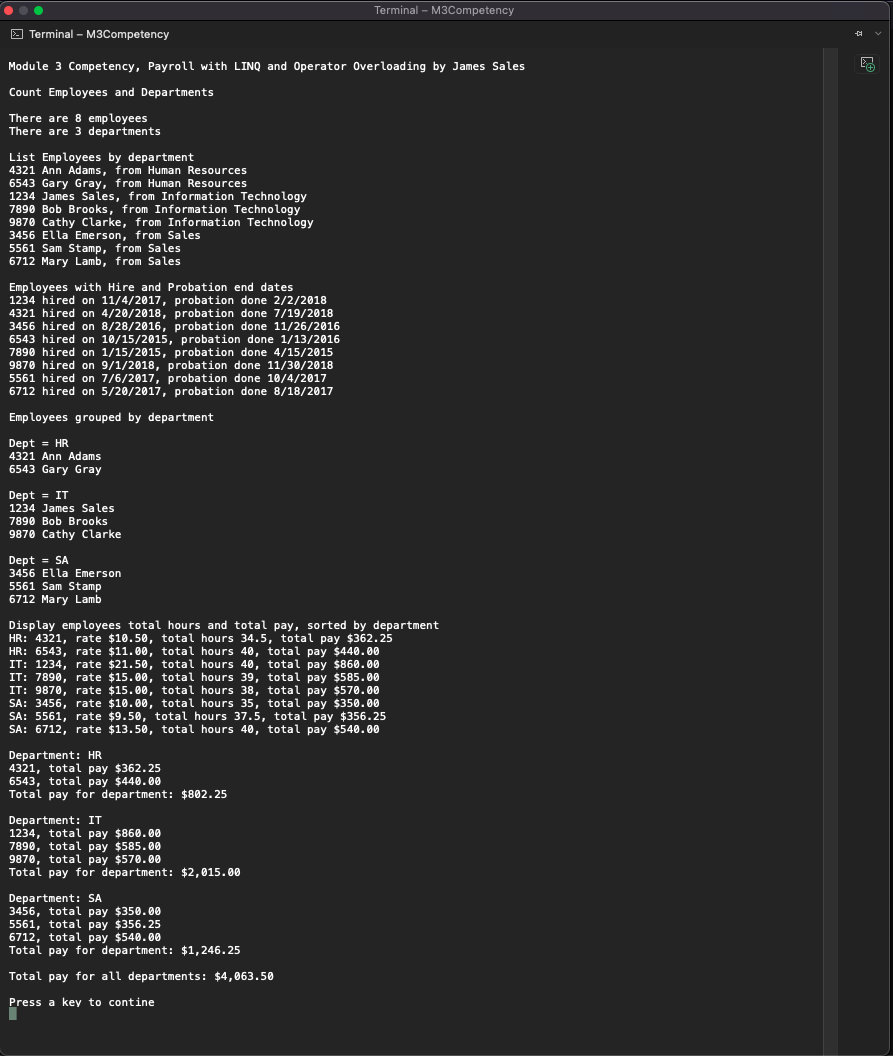 Terminal – M3Competency
Terminal – M3Competency
Module 3 Competency, Payroll with LINQ and Operator Overloading by James Sales
Count Employees and Departments
There are 8 employees
There are 3 departments
List Employees by department
4321 Ann Adams, from Human Resources
6543 Gary Gray, from Human Resources
1234 James Sales, from Information Technology
7890 Bob Brooks, from Information Technology
9870 Cathy Clarke, from Information Technology
3456 Ella Emerson, from Sales
5561 Sam Stamp, from Sales
6712 Mary Lamb, from Sales
Employees with Hire and Probation end dates
1234 hired on 11/4/2017, probation done 2/2/2018
4321 hired on 4/20/2018, probation done 7/19/2018
3456 hired on 8/28/2016, probation done 11/26/2016
6543 hired on 10/15/2015, probation done 1/13/2016
7890 hired on 1/15/2015, probation done 4/15/2015
9870 hired on 9/1/2018, probation done 11/30/2018
5561 hired on 7/6/2017, probation done 10/4/2017
6712 hired on 5/20/2017, probation done 8/18/2017
Employees grouped by department
Dept = HR
4321 Ann Adams
6543 Gary Gray
Dept = IT
1234 James Sales
7890 Bob Brooks
9870 Cathy Clarke
Dept = SA
3456 Ella Emerson
5561 Sam Stamp
6712 Mary Lamb
Display employees total hours and total pay, sorted by department
HR: 4321, rate $10.50, total hours 34.5, total pay $362.25
HR: 6543, rate $11.00, total hours 40, total pay $440.00
IT: 1234, rate $21.50, total hours 40, total pay $860.00
IT: 7890, rate $15.00, total hours 39, total pay $585.00
IT: 9870, rate $15.00, total hours 38, total pay $570.00
SA: 3456, rate $10.00, total hours 35, total pay $350.00
SA: 5561, rate $9.50, total hours 37.5, total pay $356.25
SA: 6712, rate $13.50, total hours 40, total pay $540.00
Department: HR
4321, total pay $362.25
6543, total pay $440.00
Total pay for department: $802.25
Department: IT
1234, total pay $860.00
7890, total pay $585.00
9870, total pay $570.00
Total pay for department: $2,015.00
Department: SA
3456, total pay $350.00
5561, total pay $356.25
6712, total pay $540.00
Total pay for department: $1,246.25
Total pay for all departments: $4,063.50
Press a key to contine